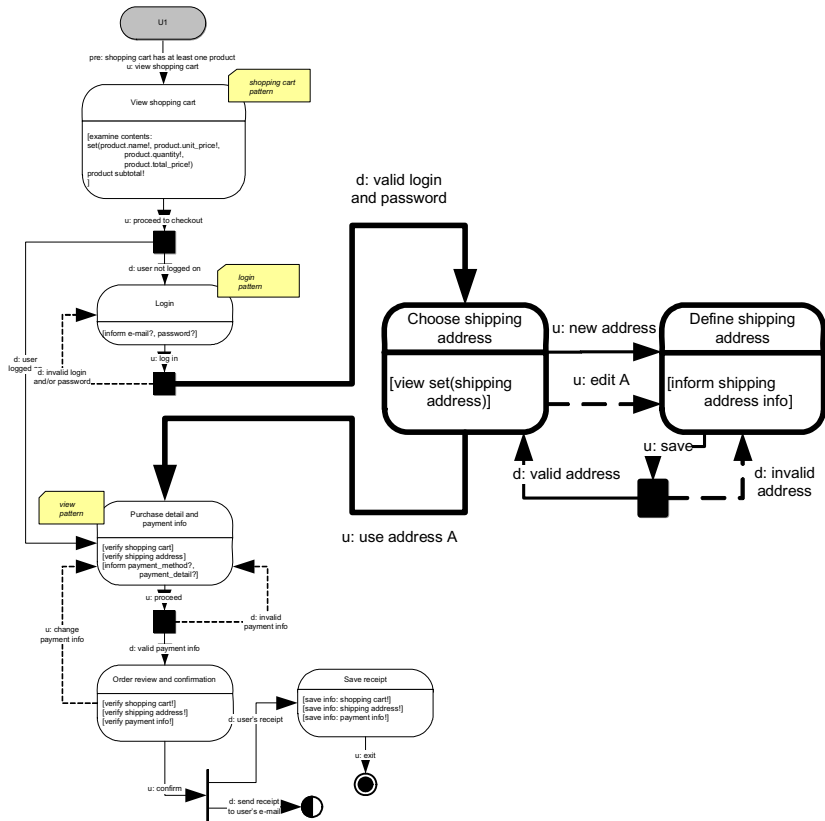 U1
pre: shopping cart has at least one product
u: view shopping cart
shopping cart
pattern
View shopping cart
[examine contents:
set(product.name!, product.unit_price!,
product.quantity!,
product.total_price!)
product subtotal!
]
u: proceed to checkout
d: user not logged on
login
pattern
Login
[inform e-mail?, password?]
u: log in
d: user
logged
d: invalid login
and/or password
d: valid login
and password
Choose shipping
address
[view set(shipping
address)]
u: new address
u: edit A
Define shipping
address
[inform shipping
address info]
u: save
d: valid address
d: invalid
address
u: use address A
view
pattern
Purchase detail and
payment info
[verify shopping cart]
[verify shipping address]
[inform payment_method?,
payment_detail?]
u: proceed
d: invalid
payment info
u: change
payment info
d: valid payment info
Order review and confirmation
[verify shopping cart!]
[verify shipping address!]
[verify payment info!]
Save receipt
[save info: shopping cart!]
[save info: shipping address!]
[save info: payment info!]
d: user's receipt
u: exit
u: confirm
d: send receipt
to user's e-mail